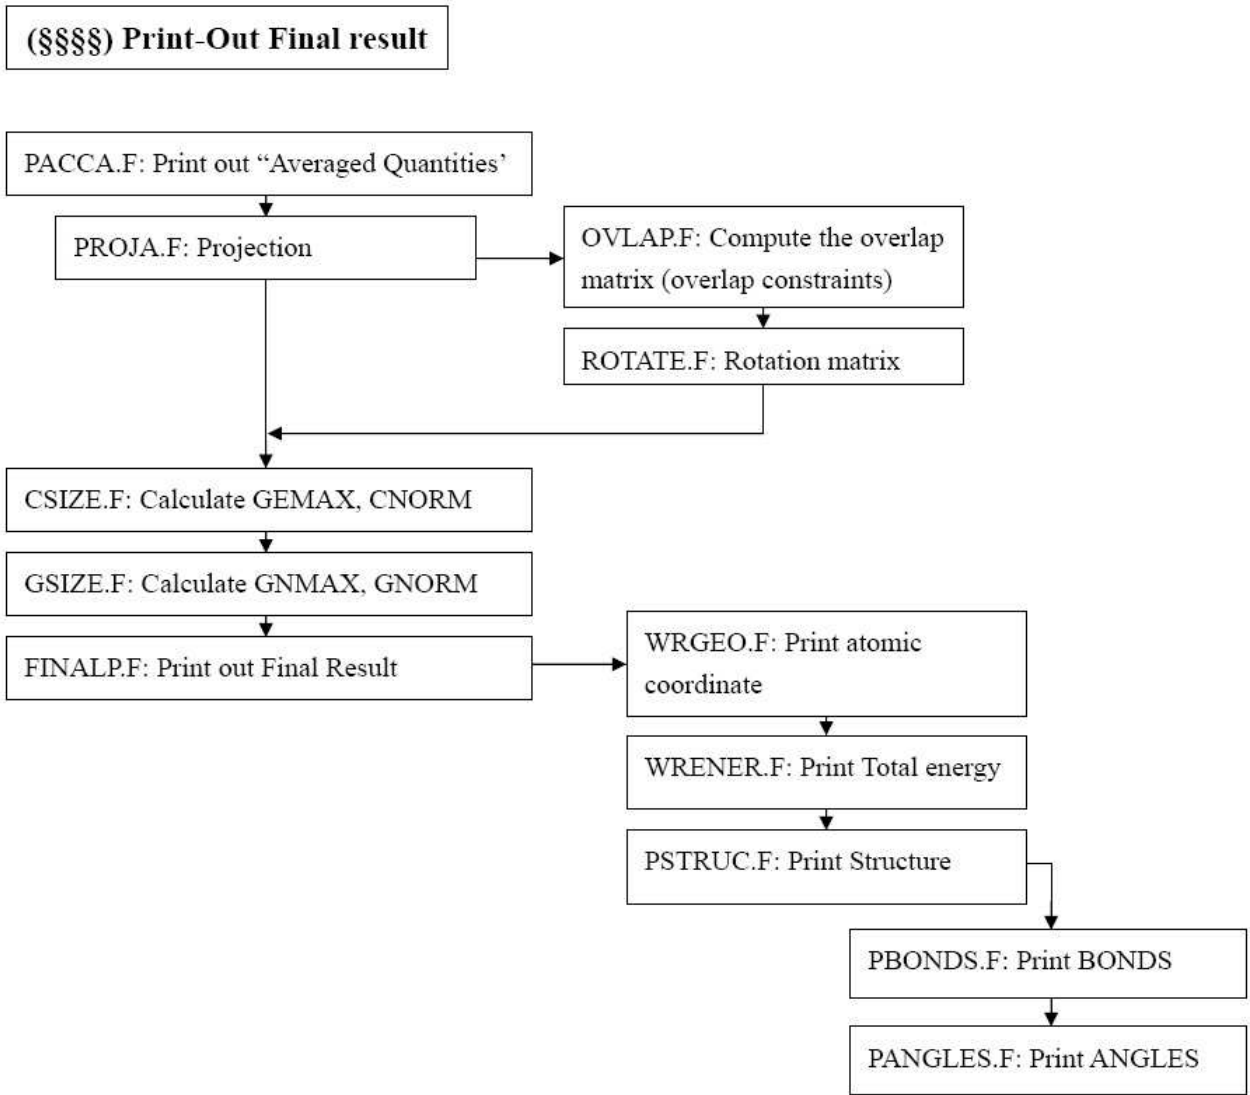 (§§§§) Print-Out Final result
PACCA.F: Print out “Averaged Quantities’
PROJA.F: Projection
OVLAP.F: Compute the overlap
matrix (overlap constraints)
ROTATE.F: Rotation matrix
CSIZE.F: Calculate GEMAX, CNORM
GSIZE.F: Calculate GNMAX, GNORM
FINALP.F: Print out Final Result
WRGEO.F: Print atomic
coordinate
WRENER.F: Print Total energy
PSTRUC.F: Print Structure
PBONDS.F: Print BONDS
PANGLES.F: Print ANGLES